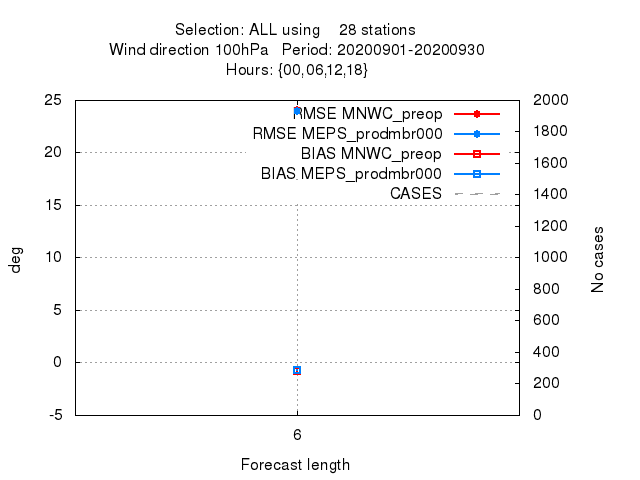 Selection: ALL using 28 stations
Wind direction 100hPa Period: 20200901-20200930
Hours: {00,06,12,18}
25 2000
RMSE MNWC_preop
1800
RMSE MEPS_prodmbr000
20 BIAS MNWC_preop
1600
BIAS MEPS_prodmbr000
CASES 1400
15
1200
deg 10 1000 No cases
800
5
600
400
0
200
-5 0
6
Forecast length